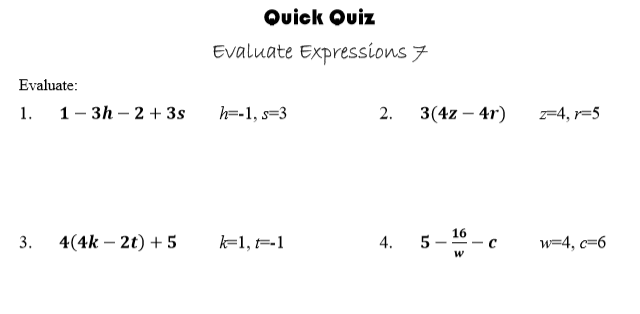 Quick Quiz
Evaluate Expressions 7
Evaluate:
1. 1 – 3h – 2 + 3s h=-1, s=3 2. 3(4z – 4r) z=4, r=5
3. 4(4k – 2t) + 5 k=1, t=-1 4. 5 – 16/w – c w=4, c=6